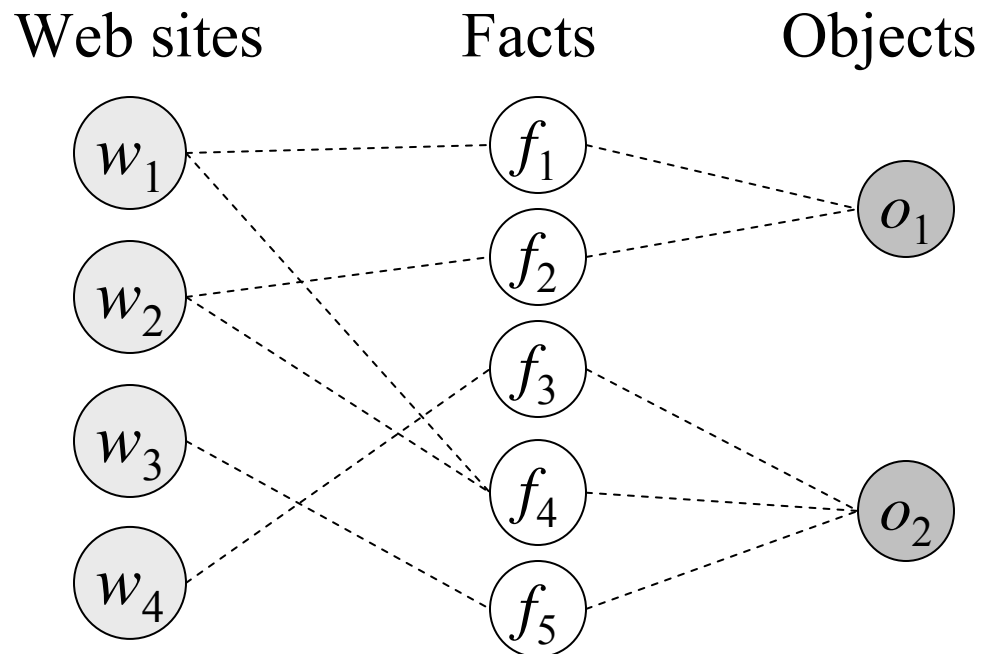 Web sites Facts Objects
w1 f1 o1
w2 f2
w3 f3
w4 f4 o2
f5